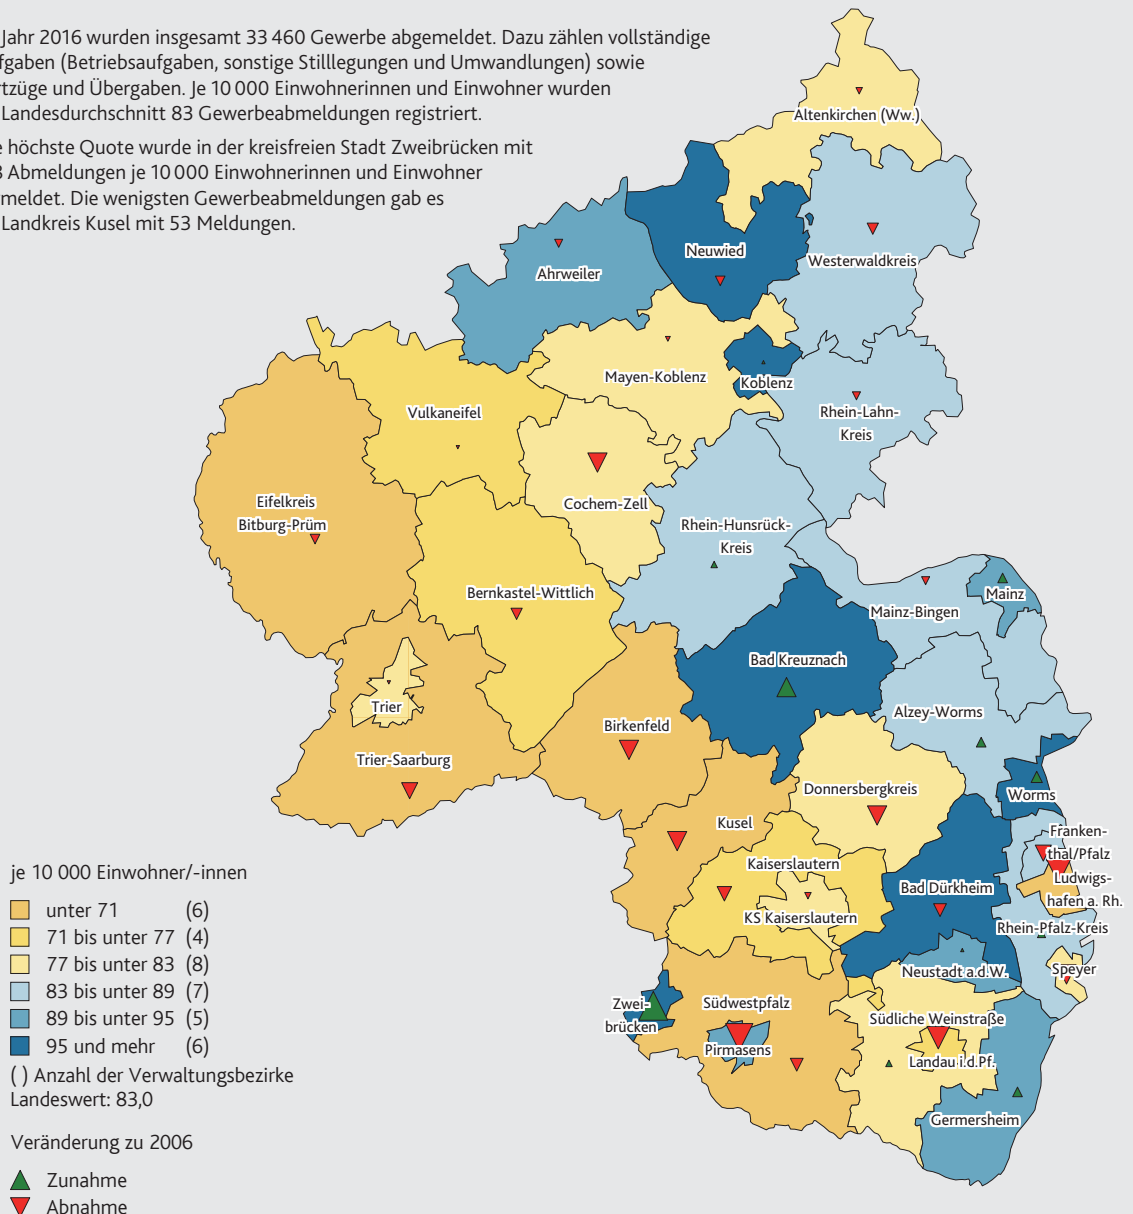 Jahr 2016 wurden insgesamt 33 460 Gewerbe abgemeldet. Dazu zählen vollständige
fgaben (Betriebsaufgaben, sonstige Stilllegungen und Umwandlungen) sowie
rtzüge und Übergaben. Je 10 000 Einwohnerinnen und Einwohner wurden
Landesdurchschnitt 83 Gewerbeabmeldungen registriert.
e höchste Quote wurde in der kreisfreien Stadt Zweibrücken mit
3 Abmeldungen je 10 000 Einwohnerinnen und Einwohner
rmeldet. Die wenigsten Gewerbeabmeldungen gab es
Landkreis Kusel mit 53 Meldungen.
Altenkirchen (Ww.)
Neuwied
Westerwaldkreis
Ahrweiler
Mayen-Koblenz
Koblenz
Vulkaneifel
Rhein-Lahn-
Kreis
Eifelkreis
Bitburg-Prüm
Cochem-Zell
Rhein-Hunsrück-
Kreis
Bernkastel-Wittlich
Mainz
Mainz-Bingen
Bad Kreuznach
Trier
Alzey-Worms
Birkenfeld
Trier-Saarburg
Donnersbergkreis
Worms
Kusel
Franken-
thal/Pfalz
Kaiserslautern
Ludwigs-
hafen a. Rh.
Bad Dürkheim
KS Kaiserslautern
Rhein-Pfalz-Kreis
Neustadt a.d.W.
Speyer
Zwei-
brücken
Südwestpfalz
Südliche Weinstraße
Pirmasens
Landau i.d.Pf.
Germersheim
je 10 000 Einwohner/-innen
unter 71 (6)
71 bis unter 77 (4)
77 bis unter 83 (8)
83 bis unter 89 (7)
89 bis unter 95 (5)
95 und mehr (6)
( ) Anzahl der Verwaltungsbezirke
Landeswert: 83,0
Veränderung zu 2006
Zunahme
Abnahme